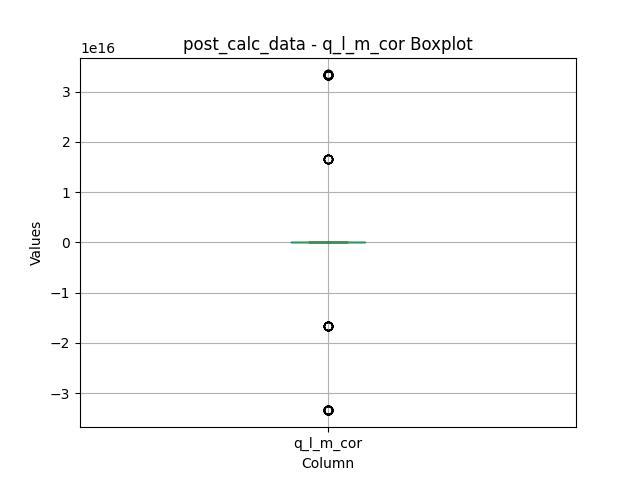 post_calc_data - q_l_m_cor Boxplot
1e16
3
2
1
0
−1
−2
−3
Values
q_l_m_cor
Column